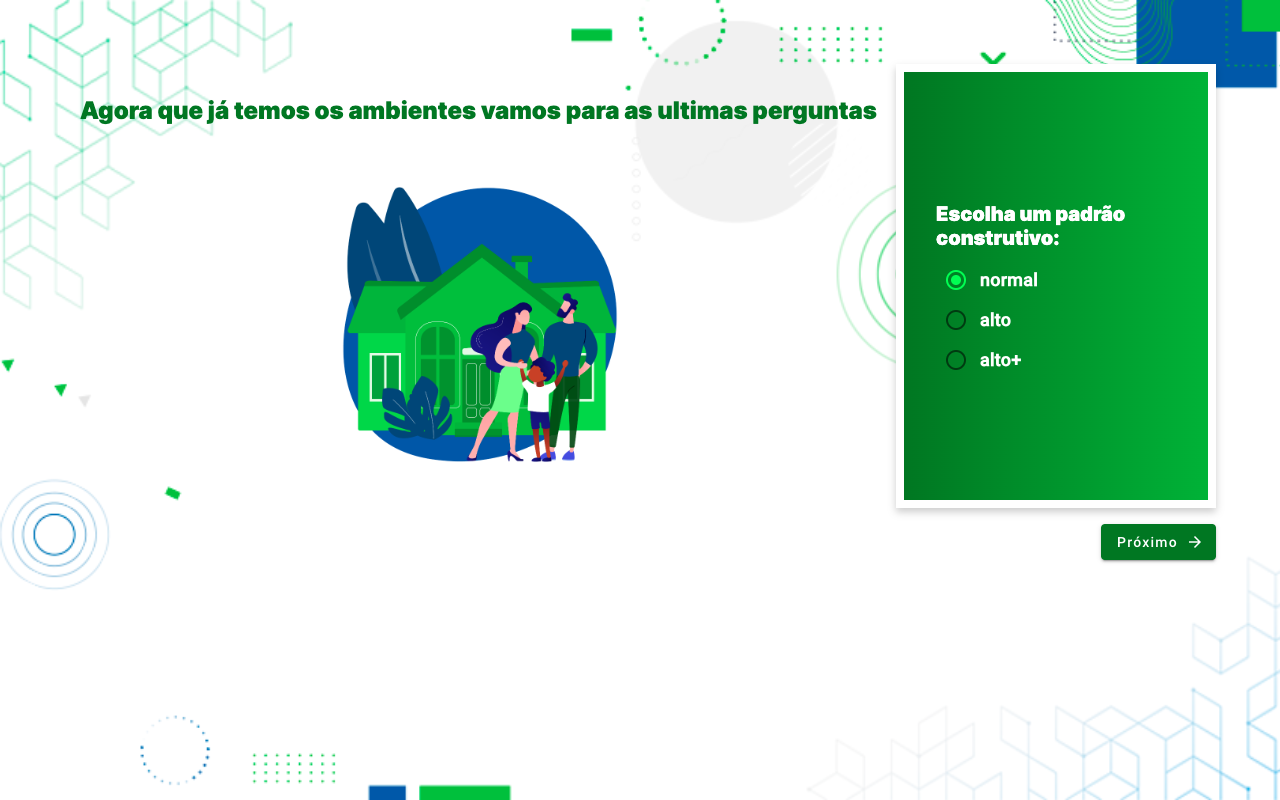 Agora que já temos os ambientes vamos para as ultimas perguntas
Escolha um padrão
construtivo:
normal
alto
alto+
Próximo